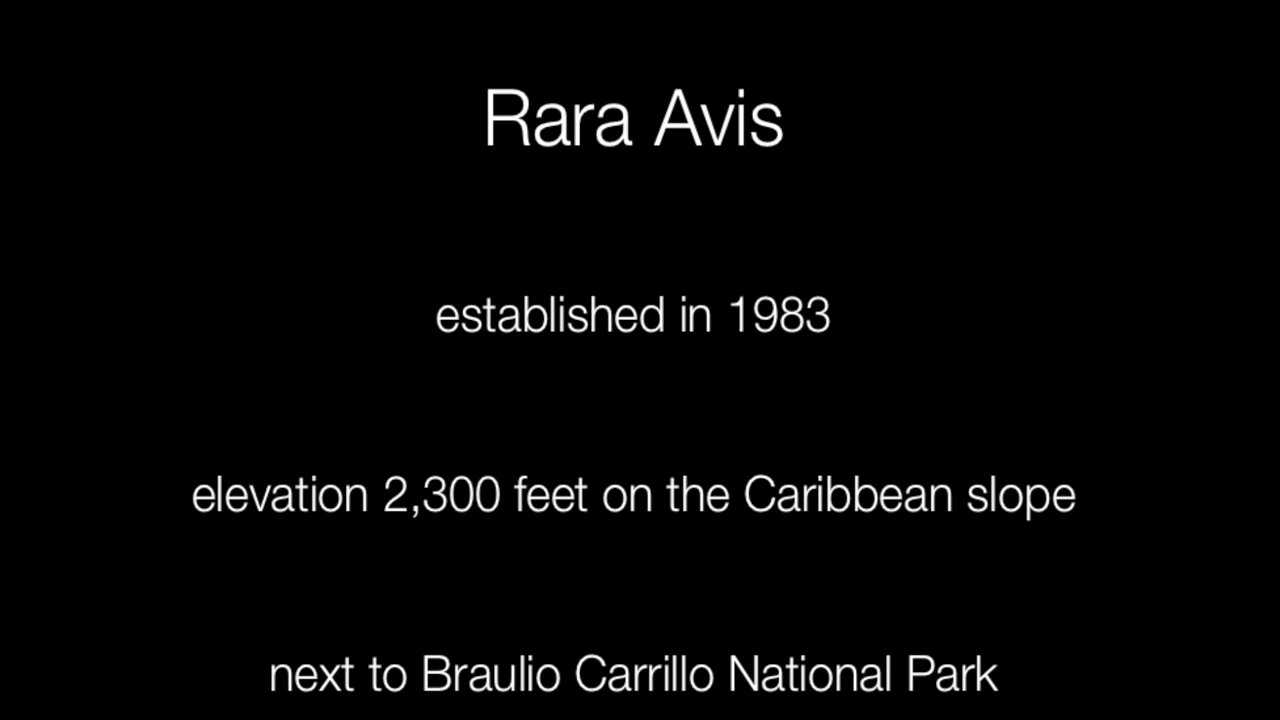 Rara Avis
established in 1983
elevation 2,300 feet on the Caribbean slope
next to Braulio Carrillo National Park